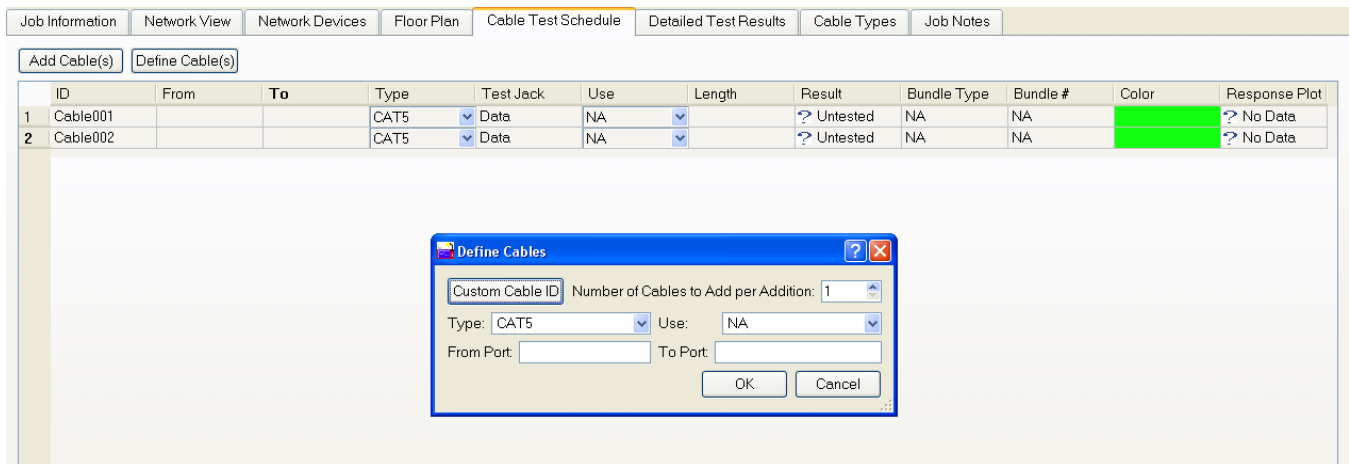 Job Information Network View Network Devices Floor Plan Cable Test Schedule Detailed Test Results Cable Types Job Notes
Add Cable(s) Define Cable(s)
ID From To Type Test Jack Use Length Result Bundle Type Bundle # Color Response Plot
1 Cable001 CAT5 Data NA ? Untested NA NA ? No Data
2 Cable002 CAT5 Data NA ? Untested NA NA ? No Data
Define Cables ?
Custom Cable ID Number of Cables to Add per Addition: 1
Type: CAT5 Use: NA
From Port: To Port:
OK Cancel